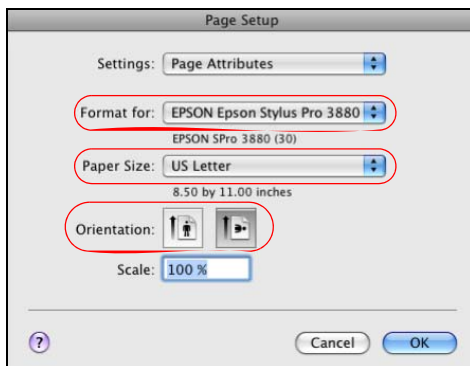 Page Setup
Settings: Page Attributes
Format for: EPSON Epson Stylus Pro 3880
EPSON SPro 3880 (30)
Paper Size: US Letter
8.50 by 11.00 inches
Orientation:
Scale: 100 %
? Cancel OK